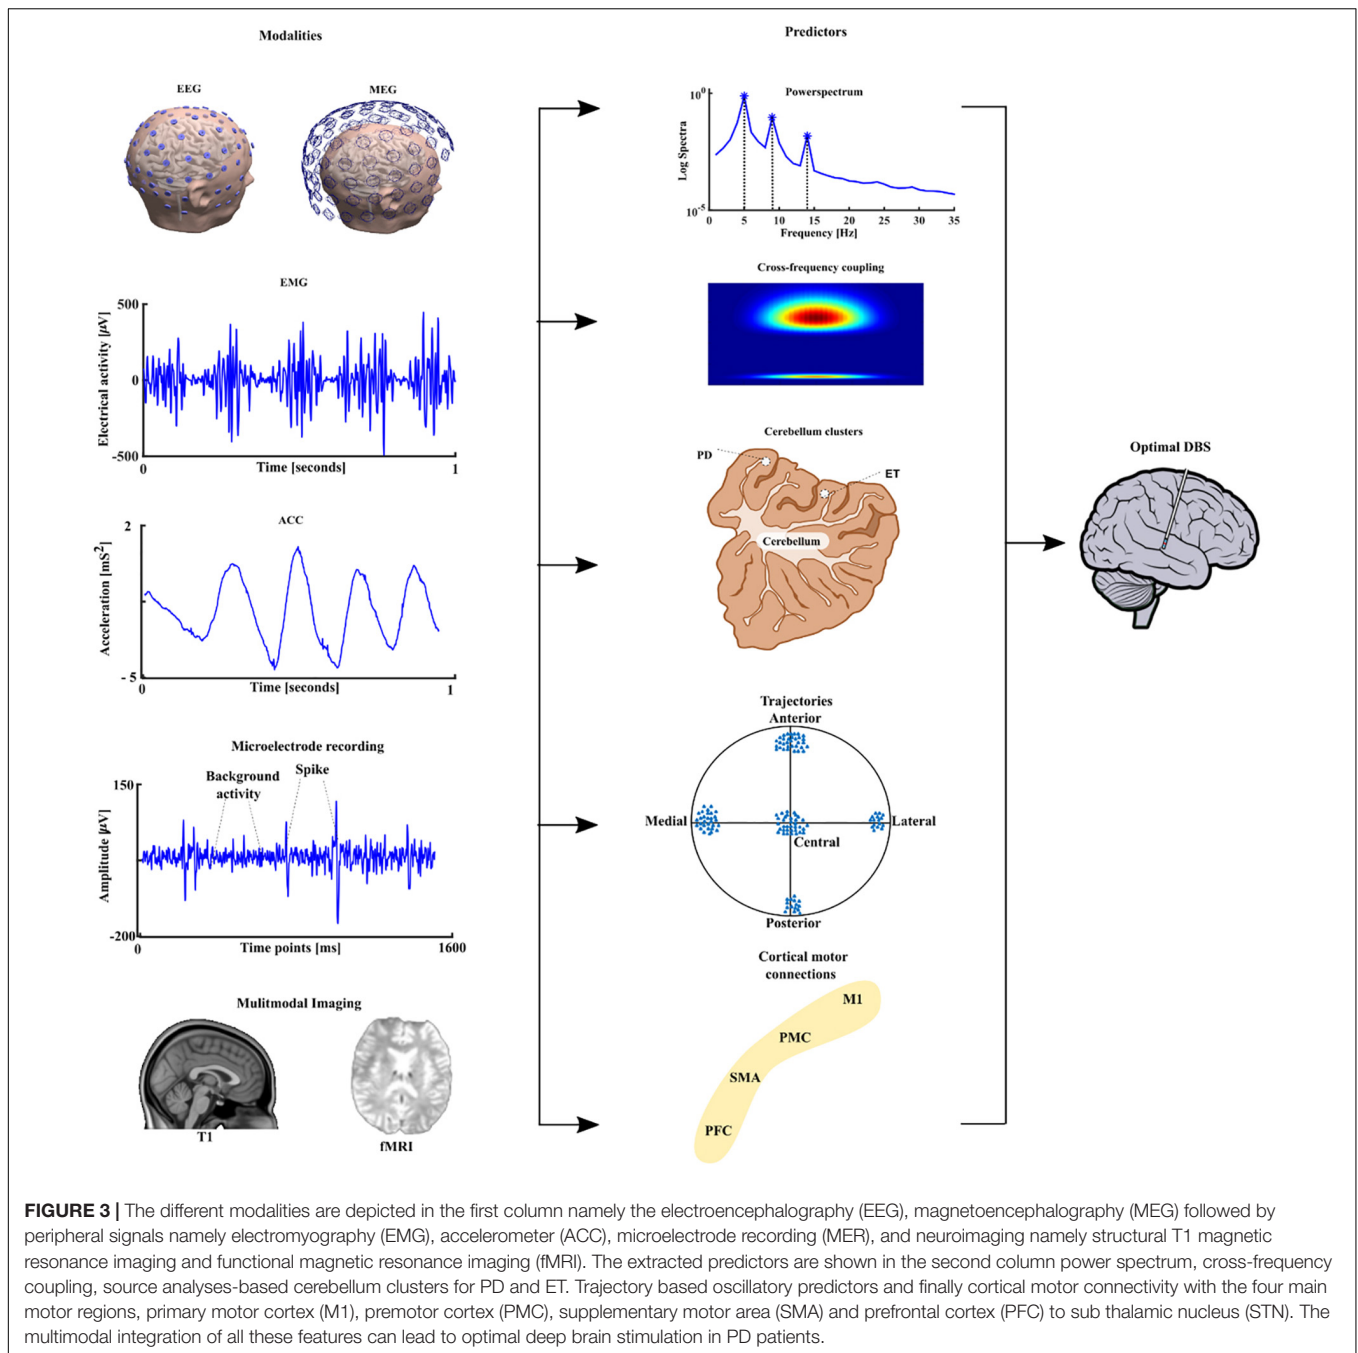 Modalities
Predictors
EEG
MEG
Powerspectrum
10^0
Log Spectra
10^-5
0
5
10
15
20
25
30
35
Frequency [Hz]
EMG
500
0
-500
Electrical activity [µV]
0
1
Time [seconds]
Cross-frequency coupling
Cerebellum clusters
PD
ET
Cerebellum
Optimal DBS
ACC
2
- 5
Acceleration [mS^2]
0
1
Time [seconds]
Trajectories
Anterior
Medial
Lateral
Central
Posterior
Microelectrode recording
Background
activity
Spike
150
-200
Amplitude [µV]
0
1600
Time points [ms]
Cortical motor
connections
M1
PMC
SMA
PFC
Mulitmodal Imaging
T1
fMRI
FIGURE 3 | The different modalities are depicted in the first column namely the electroencephalography (EEG), magnetoencephalography (MEG) followed by
peripheral signals namely electromyography (EMG), accelerometer (ACC), microelectrode recording (MER), and neuroimaging namely structural T1 magnetic
resonance imaging and functional magnetic resonance imaging (fMRI). The extracted predictors are shown in the second column power spectrum, cross-frequency
coupling, source analyses-based cerebellum clusters for PD and ET. Trajectory based oscillatory predictors and finally cortical motor connectivity with the four main
motor regions, primary motor cortex (M1), premotor cortex (PMC), supplementary motor area (SMA) and prefrontal cortex (PFC) to sub thalamic nucleus (STN). The
multimodal integration of all these features can lead to optimal deep brain stimulation in PD patients.